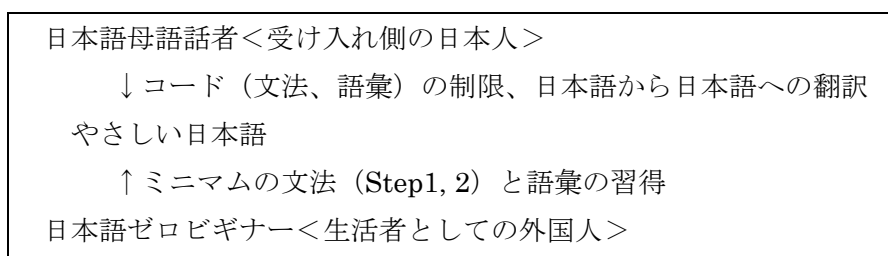 日本語母語話者＜受け入れ側の日本人＞
↓コード（文法、語彙）の制限、日本語から日本語への翻訳
やさしい日本語
↑ミニマムの文法（Step1, 2）と語彙の習得
日本語ゼロビギナー＜生活者としての外国人＞